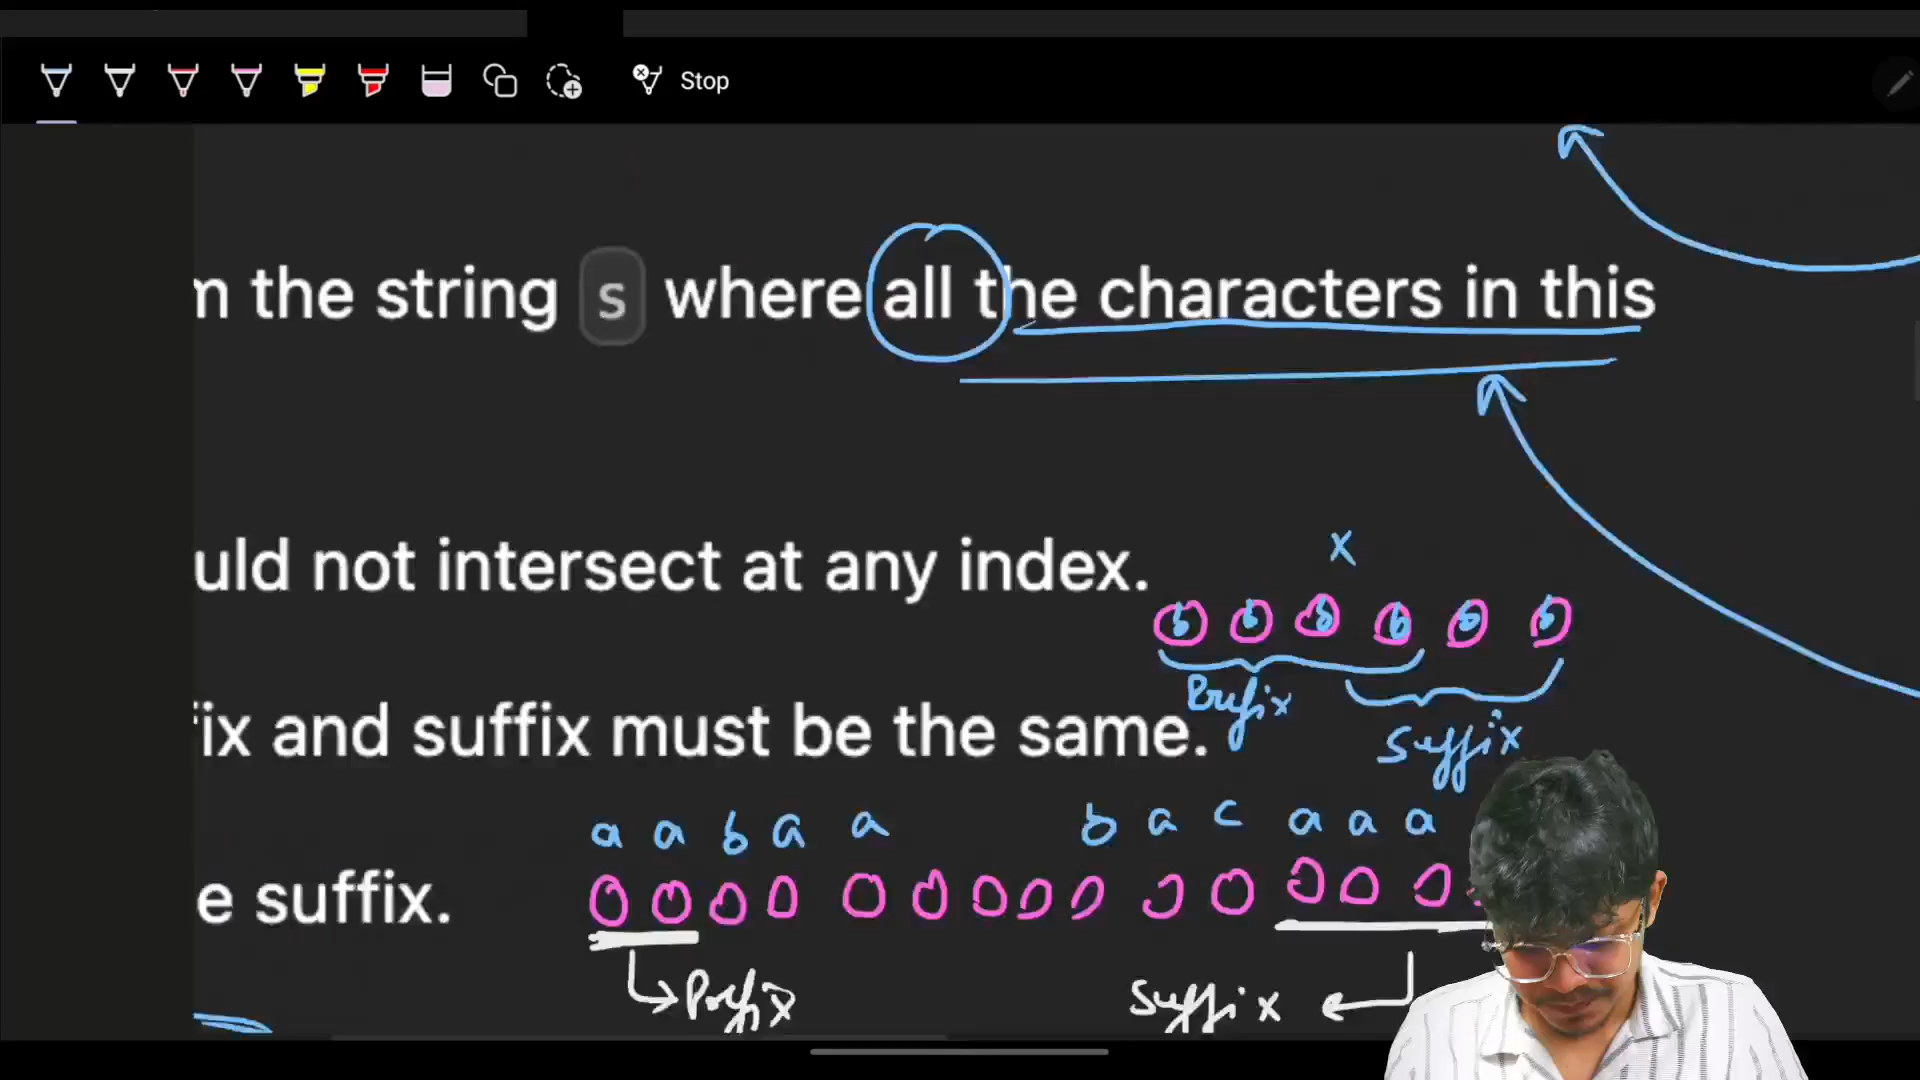 Stop
m the string s where all the characters in this
uld not intersect at any index.
x
b b b b b b
Prefix
Suffix
fix and suffix must be the same.
a a b a a b a c a a a
e suffix.
Prefix
Suffix